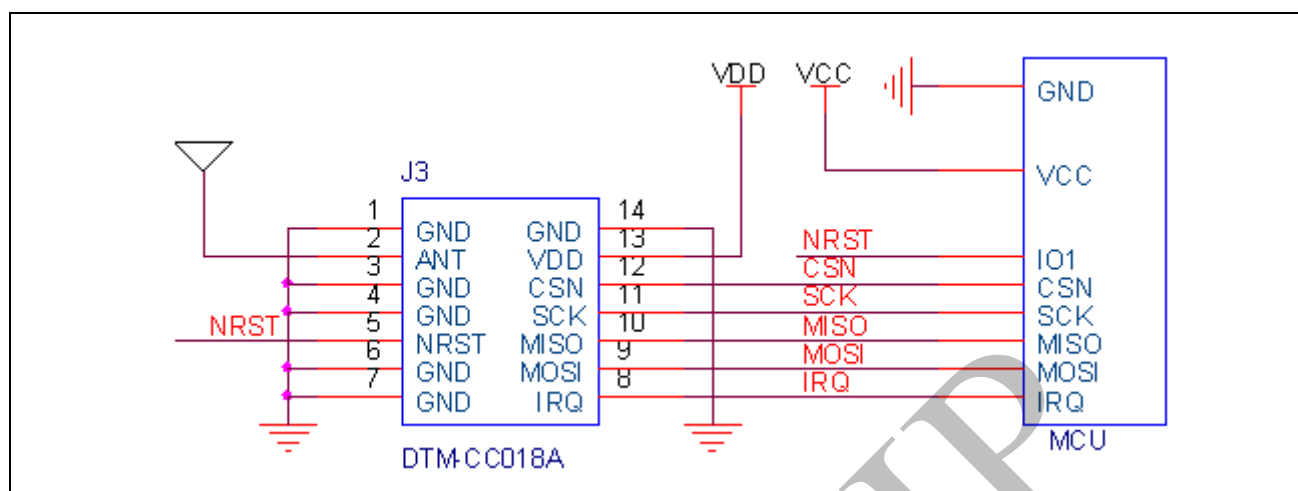 VDD VCC
GND
VCC
J3
1 GND GND 14
2 ANT VDD 13
3 GND CSN 12
4 GND SCK 11
NRST 5 NRST MISO 10
6 GND MOSI 9
7 GND IRQ 8
NRST IO1
CSN CSN
SCK SCK
MISO MISO
MOSI MOSI
IRQ IRQ
DTM-CC018A
MCU